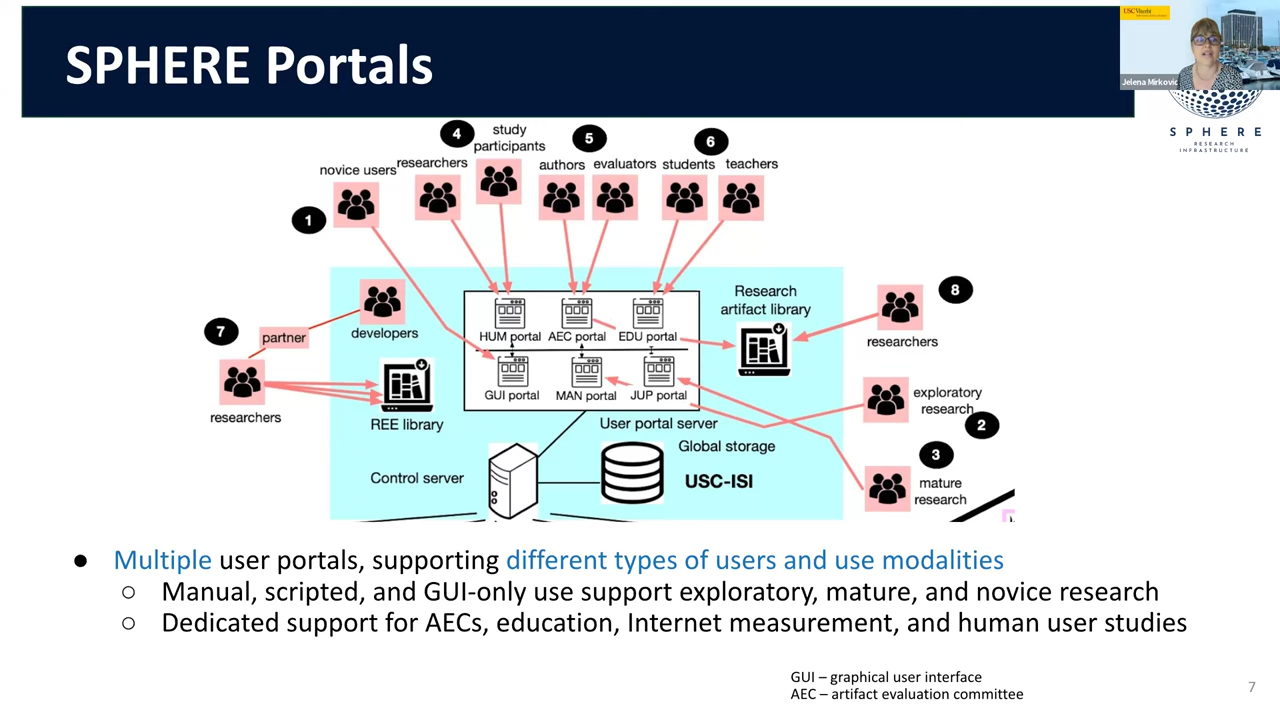 SPHERE Portals
USC Viterbi
Jelena Mirkovic
SPHERE
RESEARCH
INFRASTRUCTURE
4
study
participants
5
6
novice users
researchers
authors
evaluators
students
teachers
1
8
Research
artifact library
7
partner
developers
HUM portal
AEC portal
EDU portal
researchers
researchers
REE library
GUI portal
MAN portal
JUP portal
exploratory
research
2
User portal server
Global storage
3
Control server
USC-ISI
mature
research
● Multiple user portals, supporting different types of users and use modalities
○ Manual, scripted, and GUI-only use support exploratory, mature, and novice research
○ Dedicated support for AECs, education, Internet measurement, and human user studies
GUI – graphical user interface
AEC – artifact evaluation committee
7